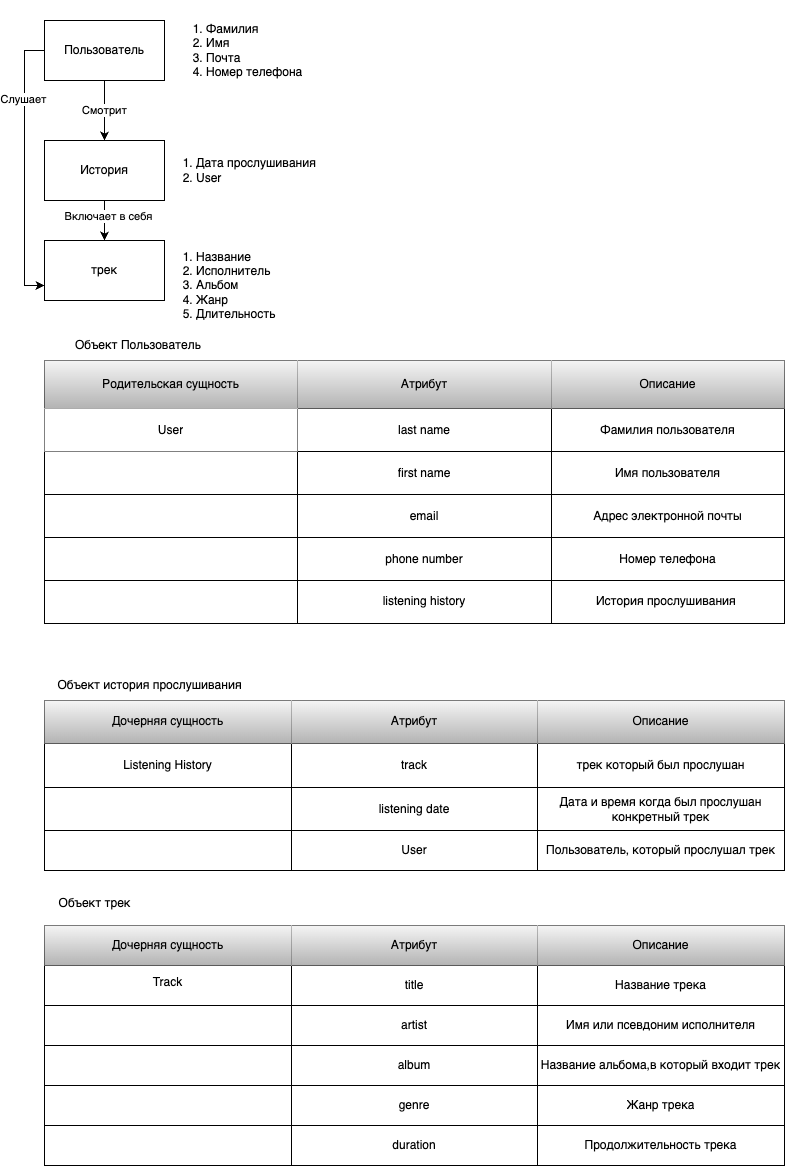 Пользователь
1. Фамилия
2. Имя
3. Почта
4. Номер телефона
Слушает
Смотрит
История
1. Дата прослушивания
2. User
Включает в себя
трек
1. Название
2. Исполнитель
3. Альбом
4. Жанр
5. Длительность
Объект Пользователь
Родительская сущность Атрибут Описание
User last name Фамилия пользователя
first name Имя пользователя
email Адрес электронной почты
phone number Номер телефона
listening history История прослушивания
Объект история прослушивания
Дочерняя сущность Атрибут Описание
Listening History track трек который был прослушан
listening date Дата и время когда был прослушан
конкретный трек
User Пользователь, который прослушал трек
Объект трек
Дочерняя сущность Атрибут Описание
Track title Название трека
artist Имя или псевдоним исполнителя
album Название альбома,в который входит трек
genre Жанр трека
duration Продолжительность трека